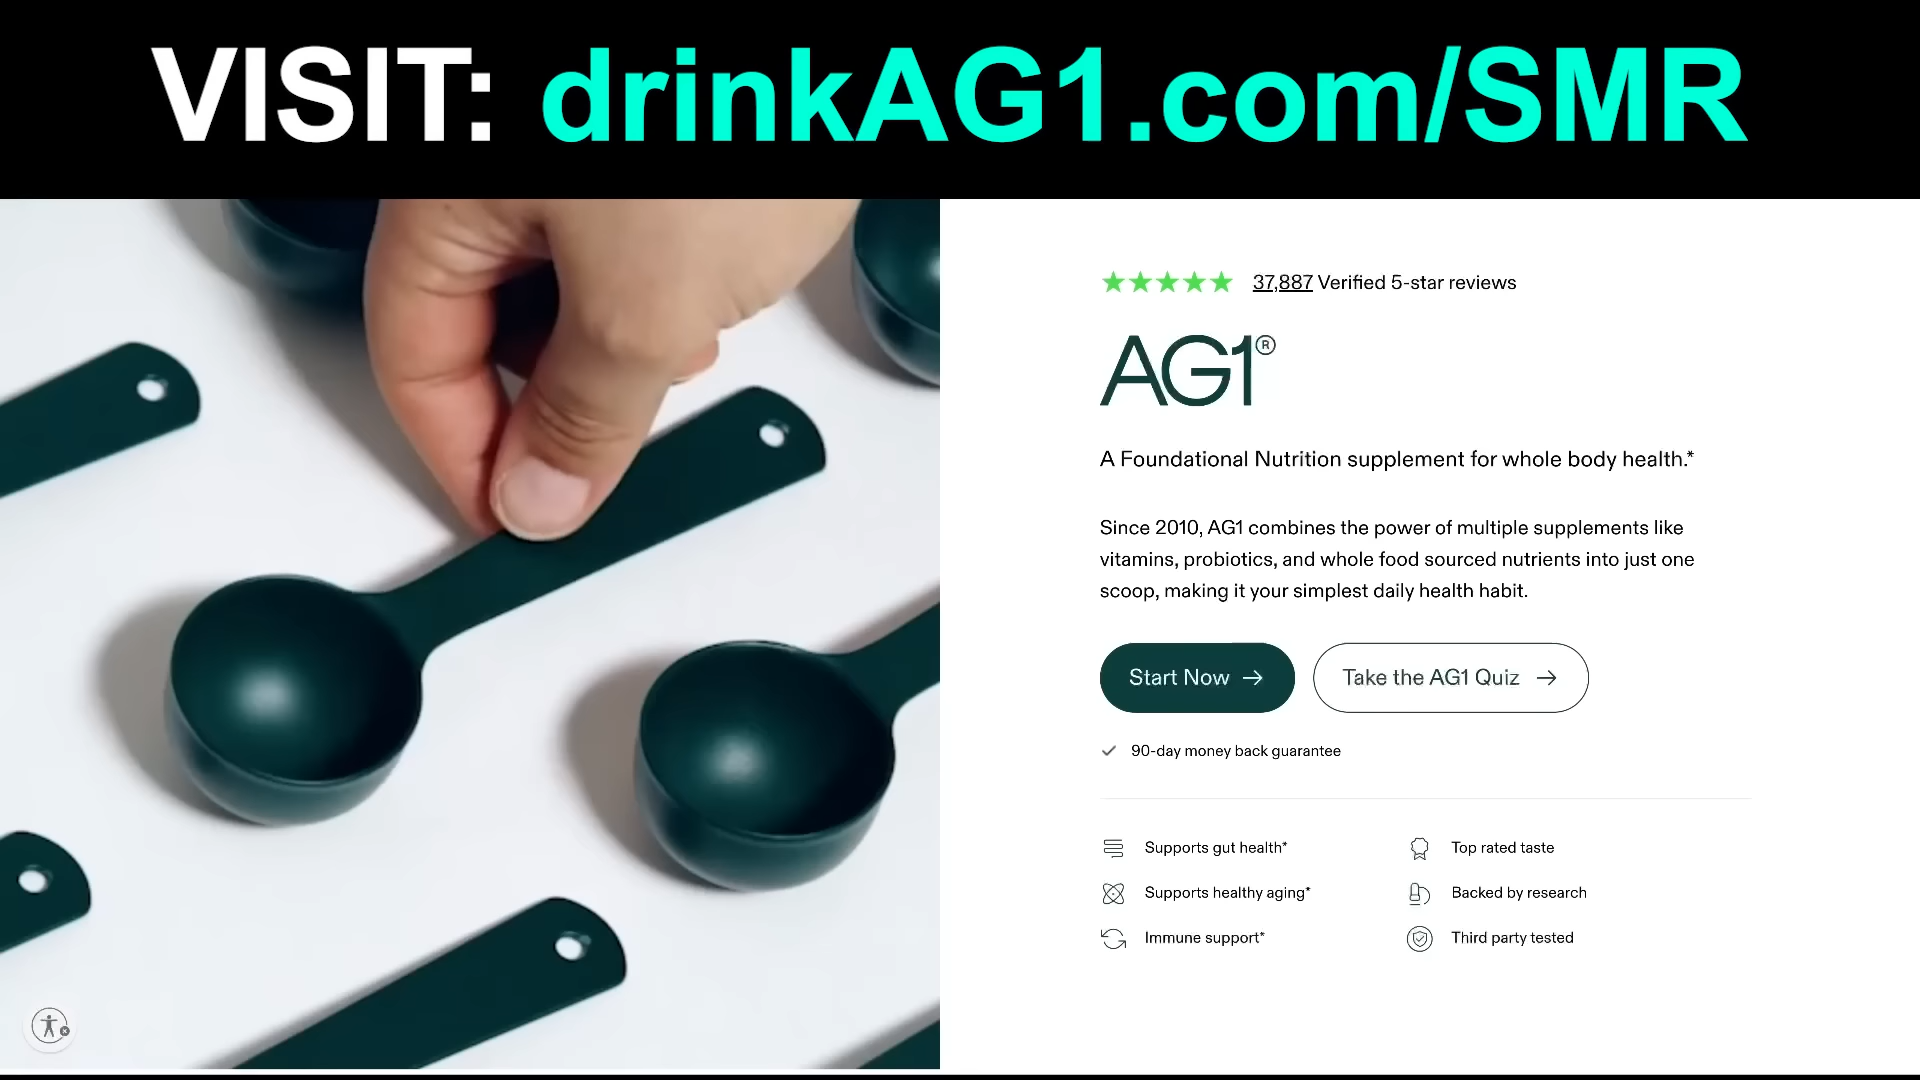 VISIT: drinkAG1.com/SMR
37,887 Verified 5-star reviews
AG1®
A Foundational Nutrition supplement for whole body health.*
Since 2010, AG1 combines the power of multiple supplements like
vitamins, probiotics, and whole food sourced nutrients into just one
scoop, making it your simplest daily health habit.
Start Now →
Take the AG1 Quiz →
90-day money back guarantee
Supports gut health*
Top rated taste
Supports healthy aging*
Backed by research
Immune support*
Third party tested